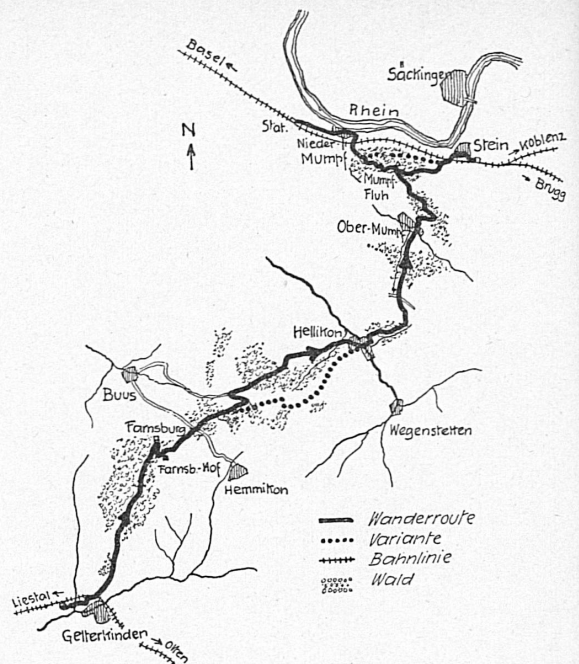 Basel
Säckingen
Rhein
N
Stat.
Nieder
Mumpf
Stein
Koblenz
Brugg
Mumpf
Fluh
Ober-Mumpf
Hellikon
Buus
Farnsburg
Wegenstetten
Farnsb.-Hof
Hemmikon
Wanderroute
Variante
Bahnlinie
Wald
Liestal
Gelterkinden
Olten